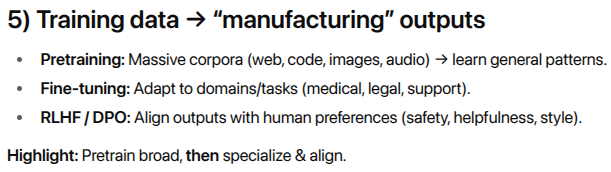 5) Training data → “manufacturing” outputs
• Pretraining: Massive corpora (web, code, images, audio) → learn general patterns.
• Fine-tuning: Adapt to domains/tasks (medical, legal, support).
• RLHF / DPO: Align outputs with human preferences (safety, helpfulness, style).
Highlight: Pretrain broad, then specialize & align.